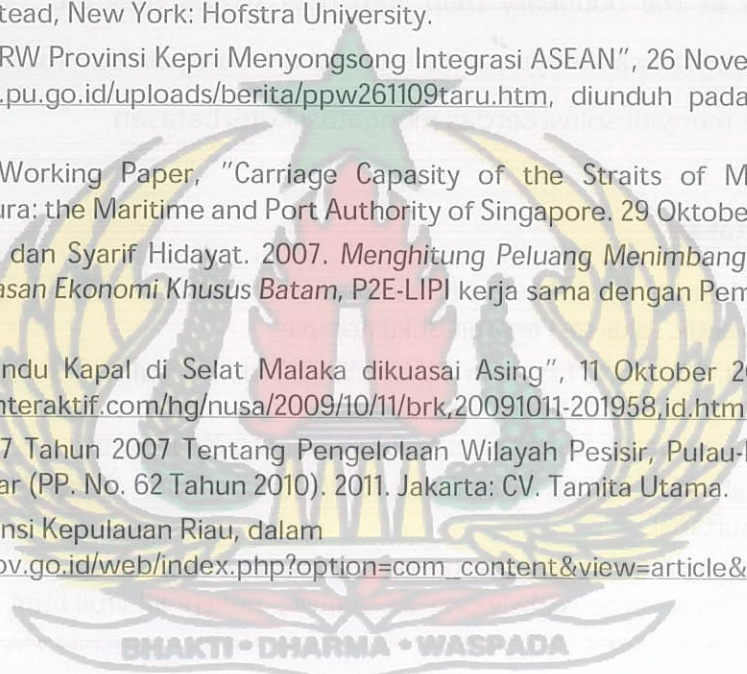 tead, New York: Hofstra University.
RW Provinsi Kepri Menyongsong Integrasi ASEAN", 26 Nove
.pu.go.id/uploads/berita/ppw261109taru.htm, diunduh pada
Working Paper, "Carriage Capasity of the Straits of M
ura: the Maritime and Port Authority of Singapore. 29 Oktobe
dan Syarif Hidayat. 2007. Menghitung Peluang Menimbang
asan Ekonomi Khusus Batam, P2E-LIPI kerja sama dengan Pem
ndu Kapal di Selat Malaka dikuasai Asing", 11 Oktober 2
nteraktif.com/hg/nusa/2009/10/11/brk,20091011-201958,id.htm
7 Tahun 2007 Tentang Pengelolaan Wilayah Pesisir, Pulau-
ar (PP. No. 62 Tahun 2010). 2011. Jakarta: CV. Tamita Utama.
nsi Kepulauan Riau, dalam
ov.go.id/web/index.php?option=com_content&view=article&
BHAKTI • DHARMA • WASPADA